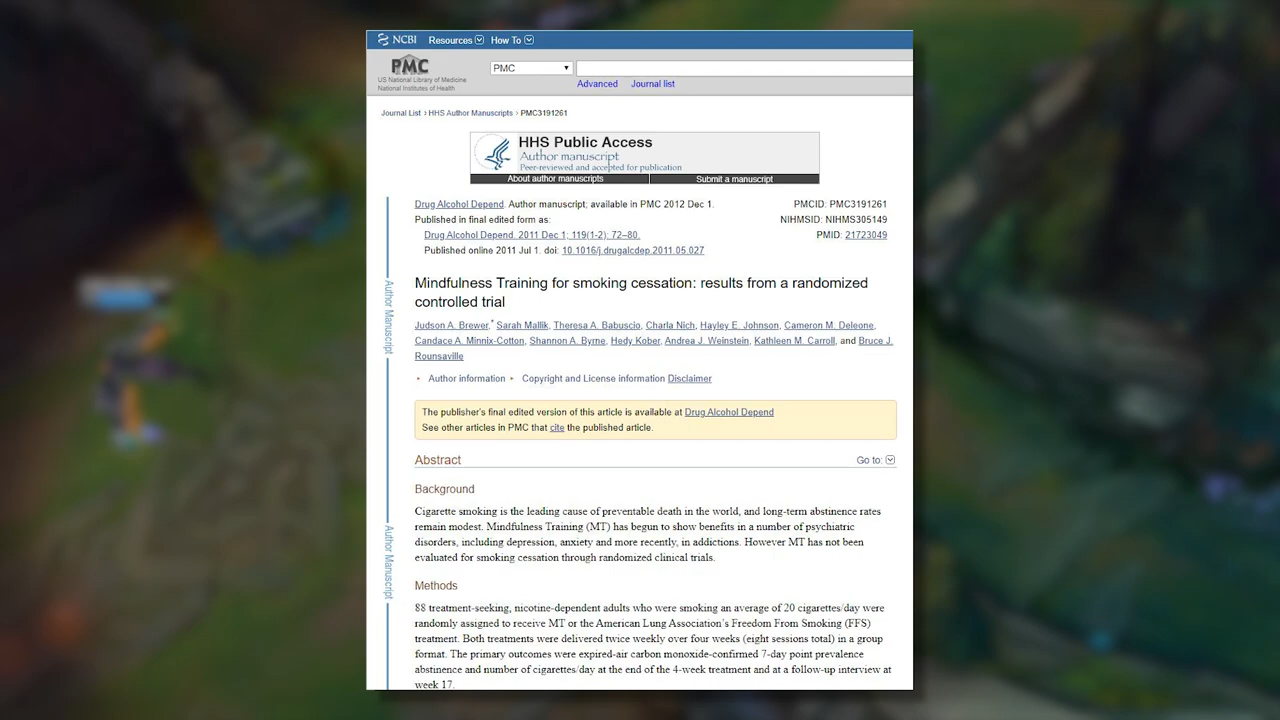 NCBI Resources How To
PMC
US National Library of Medicine
National Institutes of Health
PMC
Advanced Journal list
Journal List > HHS Author Manuscripts > PMC3191261
HHS Public Access
Author manuscript
Peer-reviewed and accepted for publication
About author manuscripts Submit a manuscript
Drug Alcohol Depend. Author manuscript; available in PMC 2012 Dec 1.
Published in final edited form as:
Drug Alcohol Depend. 2011 Dec 1; 119(1-2): 72–80.
Published online 2011 Jul 1. doi: 10.1016/j.drugalcdep.2011.05.027
PMCID: PMC3191261
NIHMSID: NIHMS305149
PMID: 21723049
Mindfulness Training for smoking cessation: results from a randomized
controlled trial
Judson A. Brewer,* Sarah Mallik, Theresa A. Babuscio, Charla Nich, Hayley E. Johnson, Cameron M. Deleone,
Candace A. Minnix-Cotton, Shannon A. Byrne, Hedy Kober, Andrea J. Weinstein, Kathleen M. Carroll, and Bruce J.
Rounsaville
Author information Copyright and License information Disclaimer
The publisher's final edited version of this article is available at Drug Alcohol Depend
See other articles in PMC that cite the published article.
Abstract Go to:
Background
Cigarette smoking is the leading cause of preventable death in the world, and long-term abstinence rates
remain modest. Mindfulness Training (MT) has begun to show benefits in a number of psychiatric
disorders, including depression, anxiety and more recently, in addictions. However MT has not been
evaluated for smoking cessation through randomized clinical trials.
Methods
88 treatment-seeking, nicotine-dependent adults who were smoking an average of 20 cigarettes/day were
randomly assigned to receive MT or the American Lung Association's Freedom From Smoking (FFS)
treatment. Both treatments were delivered twice weekly over four weeks (eight sessions total) in a group
format. The primary outcomes were expired-air carbon monoxide-confirmed 7-day point prevalence
abstinence and number of cigarettes/day at the end of the 4-week treatment and at a follow-up interview at
week 17.
Author Manuscript
Author Manuscript